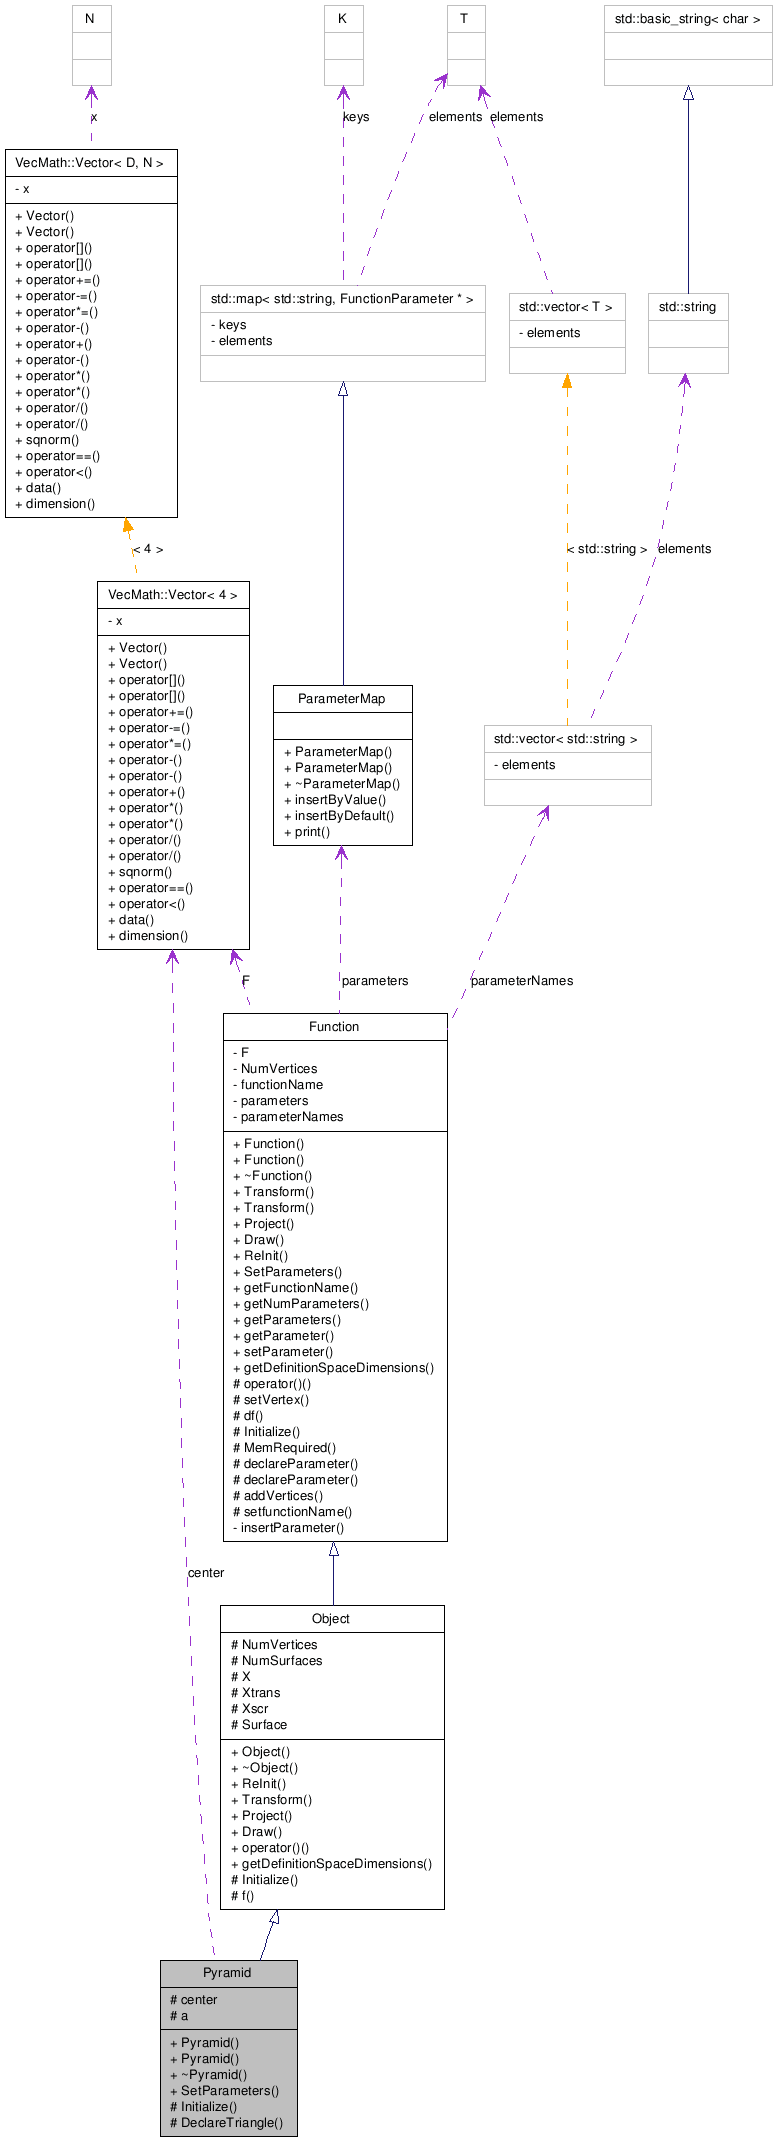 N
K
T
std::basic_string< char >
x
keys
elements
elements
VecMath::Vector< D, N >
- x
+ Vector()
+ Vector()
+ operator[]()
+ operator[]()
+ operator+=()
+ operator-=()
+ operator*=()
+ operator-()
+ operator+()
+ operator-()
+ operator*()
+ operator*()
+ operator/()
+ operator/()
+ sqnorm()
+ operator==()
+ operator<()
+ data()
+ dimension()
std::map< std::string, FunctionParameter * >
- keys
- elements
std::vector< T >
- elements
std::string
< 4 >
< std::string >
elements
VecMath::Vector< 4 >
- x
+ Vector()
+ Vector()
+ operator[]()
+ operator[]()
+ operator+=()
+ operator-=()
+ operator*=()
+ operator-()
+ operator-()
+ operator+()
+ operator*()
+ operator*()
+ operator/()
+ operator/()
+ sqnorm()
+ operator==()
+ operator<()
+ data()
+ dimension()
ParameterMap
+ ParameterMap()
+ ParameterMap()
+ ~ParameterMap()
+ insertByValue()
+ insertByDefault()
+ print()
std::vector< std::string >
- elements
F
parameters
parameterNames
Function
- F
- NumVertices
- functionName
- parameters
- parameterNames
+ Function()
+ Function()
+ ~Function()
+ Transform()
+ Transform()
+ Project()
+ Draw()
+ ReInit()
+ SetParameters()
+ getFunctionName()
+ getNumParameters()
+ getParameters()
+ getParameter()
+ setParameter()
+ getDefinitionSpaceDimensions()
# operator()()
# setVertex()
# df()
# Initialize()
# MemRequired()
# declareParameter()
# declareParameter()
# addVertices()
# setfunctionName()
- insertParameter()
center
Object
# NumVertices
# NumSurfaces
# X
# Xtrans
# Xscr
# Surface
+ Object()
+ ~Object()
+ ReInit()
+ Transform()
+ Project()
+ Draw()
+ operator()()
+ getDefinitionSpaceDimensions()
# Initialize()
# f()
Pyramid
# center
# a
+ Pyramid()
+ Pyramid()
+ ~Pyramid()
+ SetParameters()
# Initialize()
# DeclareTriangle()